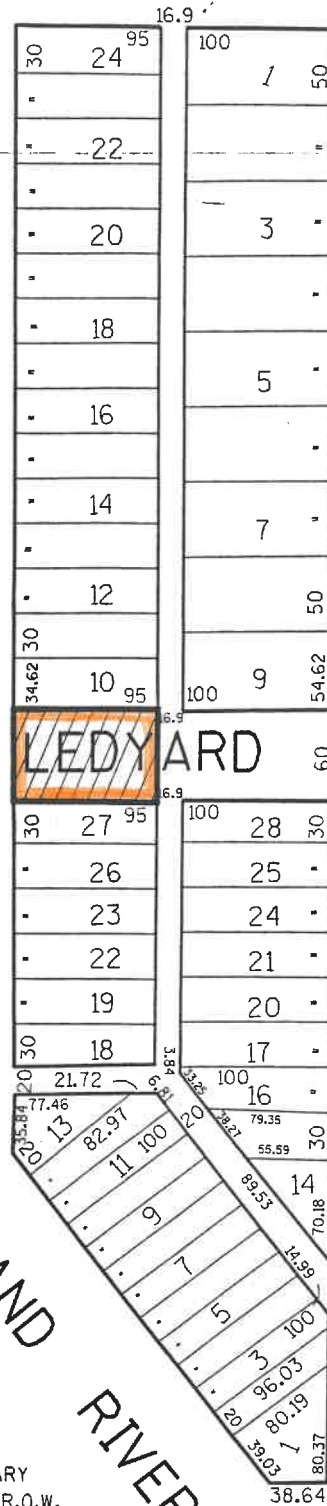 16.9
30 24 95 100 1 50
" 22 "
"
" 20 3 "
" "
" 18
" 5 "
" 16
" "
" 14 7 "
"
" 12
30 50
34.62 10 95 100 9 54.62
16.9
LEDYARD 60
16.9
30 27 95 100 28 30
" 26 25 "
" 23 24 "
" 22 21 "
" 19 20 "
30 18 17 "
3.84
20 21.72 6.81 33.25 100 16 "
77.46 79.35
35.84 13 82.97 20 38.27 30
20 11 100 55.59
89.53 14
9 70.18
7 14.99
5 100
3 96.03
20 80.19
39.03 1 80.37
38.64
AND RIVER
ARY
R.O.W.